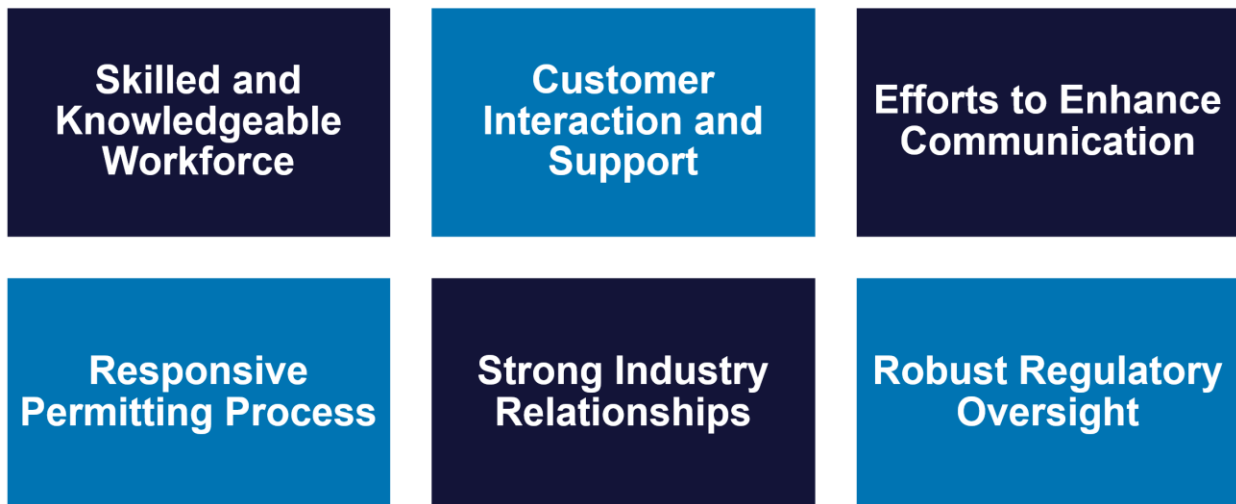 Skilled and
Knowledgeable
Workforce
Customer
Interaction and
Support
Efforts to Enhance
Communication
Responsive
Permitting Process
Strong Industry
Relationships
Robust Regulatory
Oversight